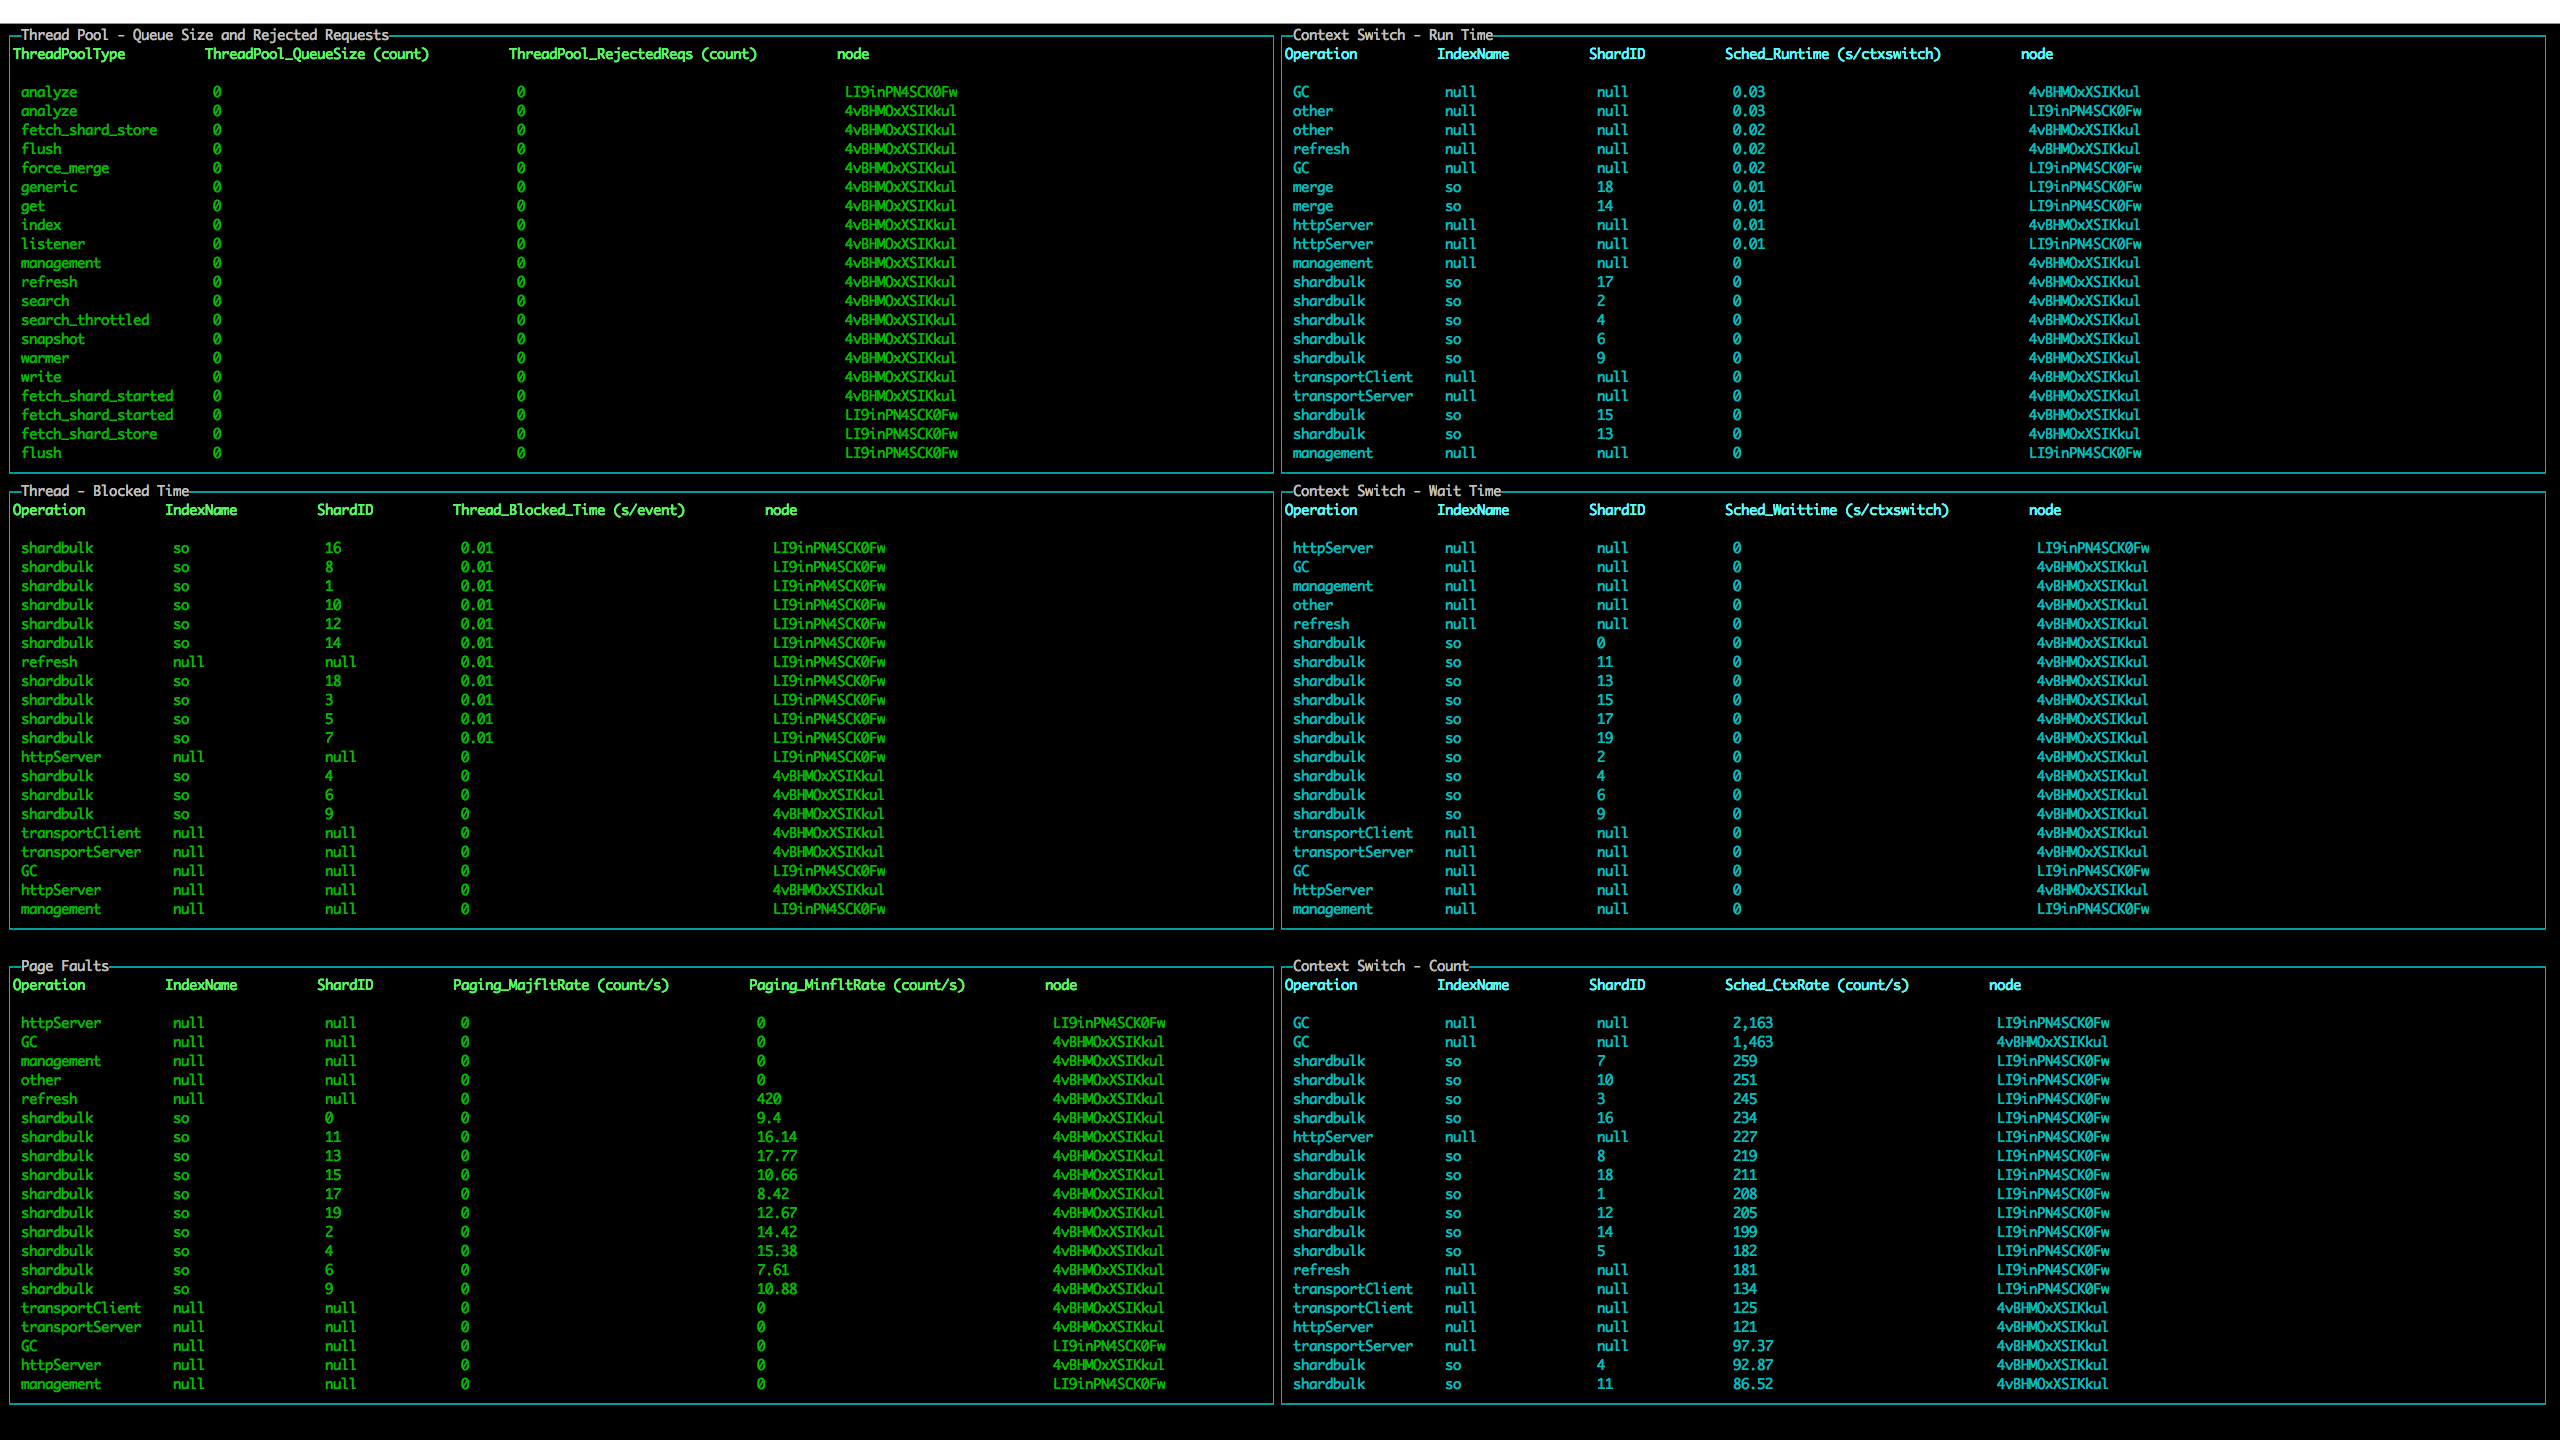 Thread Pool - Queue Size and Rejected Requests
ThreadPoolType ThreadPool_QueueSize (count) ThreadPool_RejectedReqs (count) node
analyze 0 0 LI9inPN4SCK0Fw
analyze 0 0 4vBHMOxXSIKkul
fetch_shard_store 0 0 4vBHMOxXSIKkul
flush 0 0 4vBHMOxXSIKkul
force_merge 0 0 4vBHMOxXSIKkul
generic 0 0 4vBHMOxXSIKkul
get 0 0 4vBHMOxXSIKkul
index 0 0 4vBHMOxXSIKkul
listener 0 0 4vBHMOxXSIKkul
management 0 0 4vBHMOxXSIKkul
refresh 0 0 4vBHMOxXSIKkul
search 0 0 4vBHMOxXSIKkul
search_throttled 0 0 4vBHMOxXSIKkul
snapshot 0 0 4vBHMOxXSIKkul
warmer 0 0 4vBHMOxXSIKkul
write 0 0 4vBHMOxXSIKkul
fetch_shard_started 0 0 4vBHMOxXSIKkul
fetch_shard_started 0 0 LI9inPN4SCK0Fw
fetch_shard_store 0 0 LI9inPN4SCK0Fw
flush 0 0 LI9inPN4SCK0Fw
Context Switch - Run Time
Operation IndexName ShardID Sched_Runtime (s/ctxswitch) node
GC null null 0.03 4vBHMOxXSIKkul
other null null 0.03 LI9inPN4SCK0Fw
other null null 0.02 4vBHMOxXSIKkul
refresh null null 0.02 4vBHMOxXSIKkul
GC null null 0.02 LI9inPN4SCK0Fw
merge so 18 0.01 LI9inPN4SCK0Fw
merge so 14 0.01 LI9inPN4SCK0Fw
httpServer null null 0.01 4vBHMOxXSIKkul
httpServer null null 0.01 LI9inPN4SCK0Fw
management null null 0 4vBHMOxXSIKkul
shardbulk so 17 0 4vBHMOxXSIKkul
shardbulk so 2 0 4vBHMOxXSIKkul
shardbulk so 4 0 4vBHMOxXSIKkul
shardbulk so 6 0 4vBHMOxXSIKkul
shardbulk so 9 0 4vBHMOxXSIKkul
transportClient null null 0 4vBHMOxXSIKkul
transportServer null null 0 4vBHMOxXSIKkul
shardbulk so 15 0 4vBHMOxXSIKkul
shardbulk so 13 0 4vBHMOxXSIKkul
management null null 0 LI9inPN4SCK0Fw
Thread - Blocked Time
Operation IndexName ShardID Thread_Blocked_Time (s/event) node
shardbulk so 16 0.01 LI9inPN4SCK0Fw
shardbulk so 8 0.01 LI9inPN4SCK0Fw
shardbulk so 1 0.01 LI9inPN4SCK0Fw
shardbulk so 10 0.01 LI9inPN4SCK0Fw
shardbulk so 12 0.01 LI9inPN4SCK0Fw
shardbulk so 14 0.01 LI9inPN4SCK0Fw
refresh null null 0.01 LI9inPN4SCK0Fw
shardbulk so 18 0.01 LI9inPN4SCK0Fw
shardbulk so 3 0.01 LI9inPN4SCK0Fw
shardbulk so 5 0.01 LI9inPN4SCK0Fw
shardbulk so 7 0.01 LI9inPN4SCK0Fw
httpServer null null 0 LI9inPN4SCK0Fw
shardbulk so 4 0 4vBHMOxXSIKkul
shardbulk so 6 0 4vBHMOxXSIKkul
shardbulk so 9 0 4vBHMOxXSIKkul
transportClient null null 0 4vBHMOxXSIKkul
transportServer null null 0 4vBHMOxXSIKkul
GC null null 0 LI9inPN4SCK0Fw
httpServer null null 0 4vBHMOxXSIKkul
management null null 0 LI9inPN4SCK0Fw
Context Switch - Wait Time
Operation IndexName ShardID Sched_Waittime (s/ctxswitch) node
httpServer null null 0 LI9inPN4SCK0Fw
GC null null 0 4vBHMOxXSIKkul
management null null 0 4vBHMOxXSIKkul
other null null 0 4vBHMOxXSIKkul
refresh null null 0 4vBHMOxXSIKkul
shardbulk so 0 0 4vBHMOxXSIKkul
shardbulk so 11 0 4vBHMOxXSIKkul
shardbulk so 13 0 4vBHMOxXSIKkul
shardbulk so 15 0 4vBHMOxXSIKkul
shardbulk so 17 0 4vBHMOxXSIKkul
shardbulk so 19 0 4vBHMOxXSIKkul
shardbulk so 2 0 4vBHMOxXSIKkul
shardbulk so 4 0 4vBHMOxXSIKkul
shardbulk so 6 0 4vBHMOxXSIKkul
shardbulk so 9 0 4vBHMOxXSIKkul
transportClient null null 0 4vBHMOxXSIKkul
transportServer null null 0 4vBHMOxXSIKkul
GC null null 0 LI9inPN4SCK0Fw
httpServer null null 0 4vBHMOxXSIKkul
management null null 0 LI9inPN4SCK0Fw
Page Faults
Operation IndexName ShardID Paging_MajfltRate (count/s) Paging_MinfltRate (count/s) node
httpServer null null 0 0 LI9inPN4SCK0Fw
GC null null 0 0 4vBHMOxXSIKkul
management null null 0 0 4vBHMOxXSIKkul
other null null 0 0 4vBHMOxXSIKkul
refresh null null 0 420 4vBHMOxXSIKkul
shardbulk so 0 0 9.4 4vBHMOxXSIKkul
shardbulk so 11 0 16.14 4vBHMOxXSIKkul
shardbulk so 13 0 17.77 4vBHMOxXSIKkul
shardbulk so 15 0 10.66 4vBHMOxXSIKkul
shardbulk so 17 0 8.42 4vBHMOxXSIKkul
shardbulk so 19 0 12.67 4vBHMOxXSIKkul
shardbulk so 2 0 14.42 4vBHMOxXSIKkul
shardbulk so 4 0 15.38 4vBHMOxXSIKkul
shardbulk so 6 0 7.61 4vBHMOxXSIKkul
shardbulk so 9 0 10.88 4vBHMOxXSIKkul
transportClient null null 0 0 4vBHMOxXSIKkul
transportServer null null 0 0 4vBHMOxXSIKkul
GC null null 0 0 LI9inPN4SCK0Fw
httpServer null null 0 0 4vBHMOxXSIKkul
management null null 0 0 LI9inPN4SCK0Fw
Context Switch - Count
Operation IndexName ShardID Sched_CtxRate (count/s) node
GC null null 2,163 LI9inPN4SCK0Fw
GC null null 1,463 4vBHMOxXSIKkul
shardbulk so 7 259 LI9inPN4SCK0Fw
shardbulk so 10 251 LI9inPN4SCK0Fw
shardbulk so 3 245 LI9inPN4SCK0Fw
shardbulk so 16 234 LI9inPN4SCK0Fw
httpServer null null 227 LI9inPN4SCK0Fw
shardbulk so 8 219 LI9inPN4SCK0Fw
shardbulk so 18 211 LI9inPN4SCK0Fw
shardbulk so 1 208 LI9inPN4SCK0Fw
shardbulk so 12 205 LI9inPN4SCK0Fw
shardbulk so 14 199 LI9inPN4SCK0Fw
shardbulk so 5 182 LI9inPN4SCK0Fw
refresh null null 181 LI9inPN4SCK0Fw
transportClient null null 134 LI9inPN4SCK0Fw
transportClient null null 125 4vBHMOxXSIKkul
httpServer null null 121 4vBHMOxXSIKkul
transportServer null null 97.37 4vBHMOxXSIKkul
shardbulk so 4 92.87 4vBHMOxXSIKkul
shardbulk so 11 86.52 4vBHMOxXSIKkul